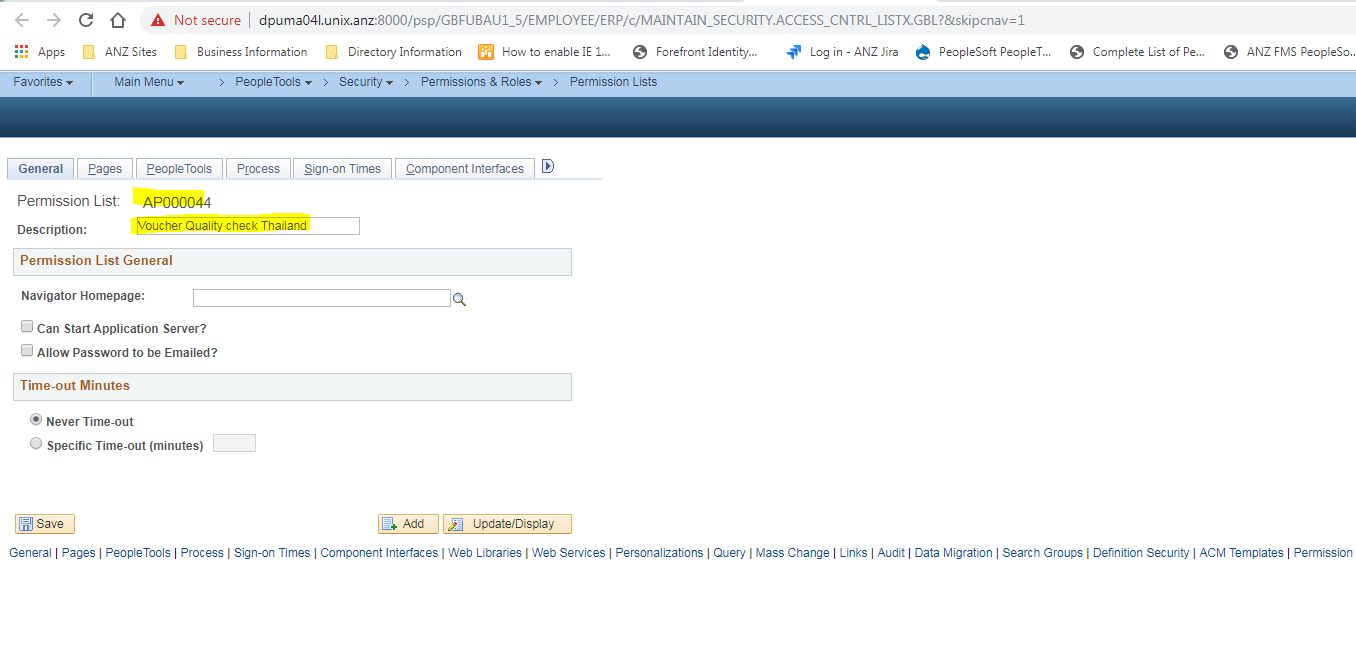 Not secure | dpuma04l.unix.anz:8000/psp/GBFUBAU1_5/EMPLOYEE/ERP/c/MAINTAIN_SECURITY.ACCESS_CNTRL_LISTX.GBL?&skipcnav=1
Apps ANZ Sites Business Information Directory Information How to enable IE 1... Forefront Identity... Log in - ANZ Jira PeopleSoft PeopleT... Complete List of Pe... ANZ FMS PeopleSo...
Favorites Main Menu > PeopleTools > Security > Permissions & Roles > Permission Lists
General Pages PeopleTools Process Sign-on Times Component Interfaces
Permission List: AP000044
Description: Voucher Quality check Thailand
Permission List General
Navigator Homepage:
Can Start Application Server?
Allow Password to be Emailed?
Time-out Minutes
Never Time-out
Specific Time-out (minutes)
Save Add Update/Display
General | Pages | PeopleTools | Process | Sign-on Times | Component Interfaces | Web Libraries | Web Services | Personalizations | Query | Mass Change | Links | Audit | Data Migration | Search Groups | Definition Security | ACM Templates | Permission